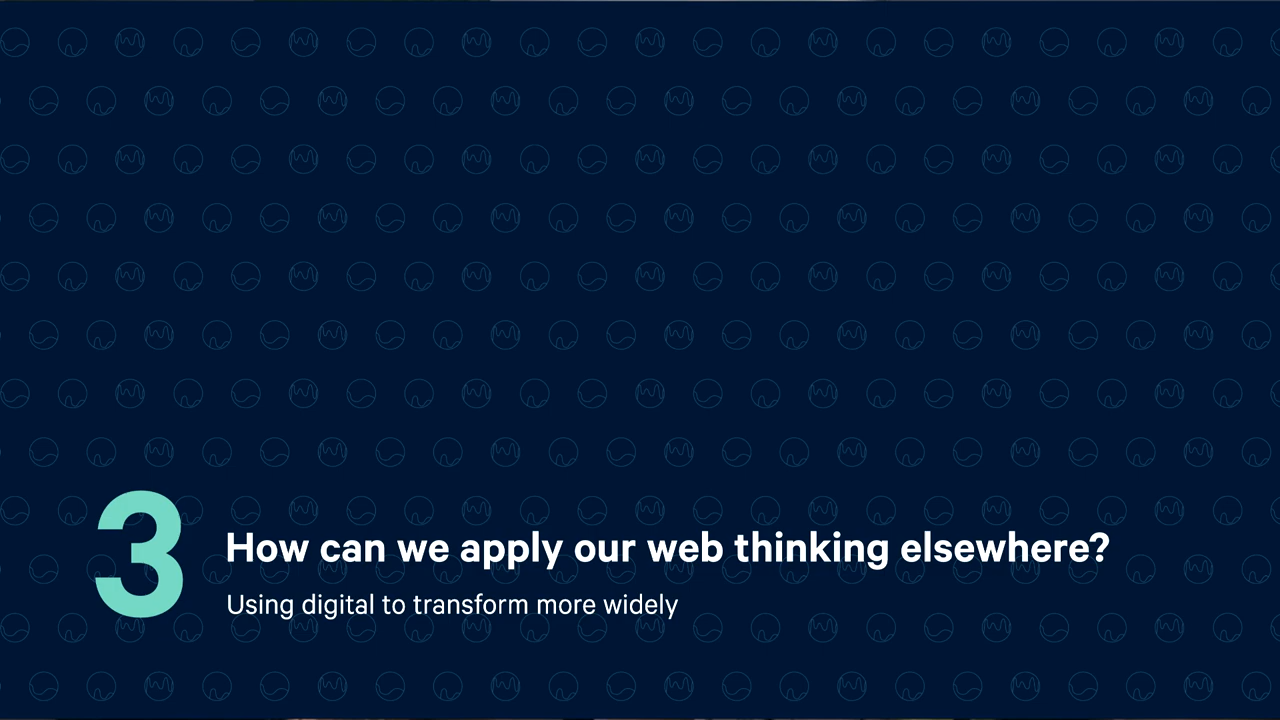 3
How can we apply our web thinking elsewhere?
Using digital to transform more widely